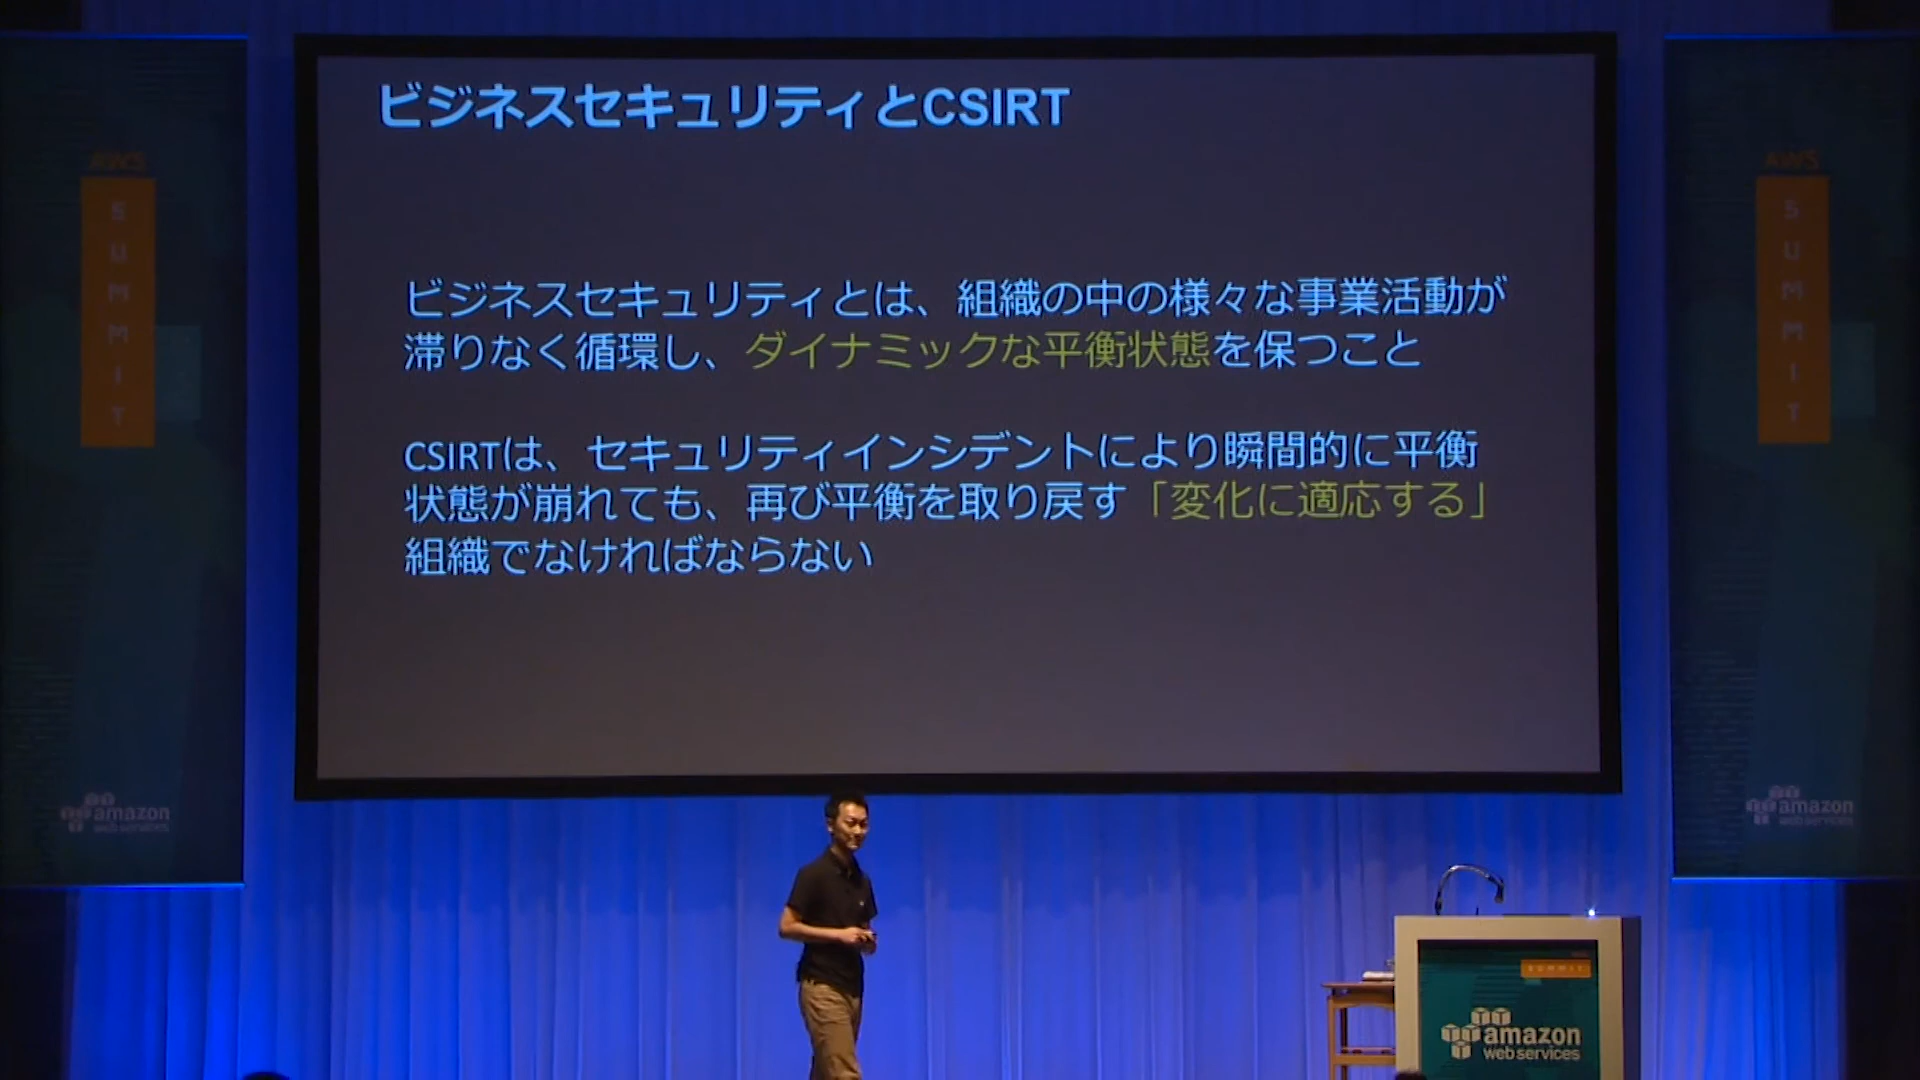 ビジネスセキュリティとCSIRT
ビジネスセキュリティとは、組織の中の様々な事業活動が
滞りなく循環し、ダイナミックな平衡状態を保つこと
CSIRTは、セキュリティインシデントにより瞬間的に平衡
状態が崩れても、再び平衡を取り戻す「変化に適応する」
組織でなければならない
AWS
SUMMIT
amazon
web services
AWS
SUMMIT
amazon
web services
SUMMIT
amazon
web services